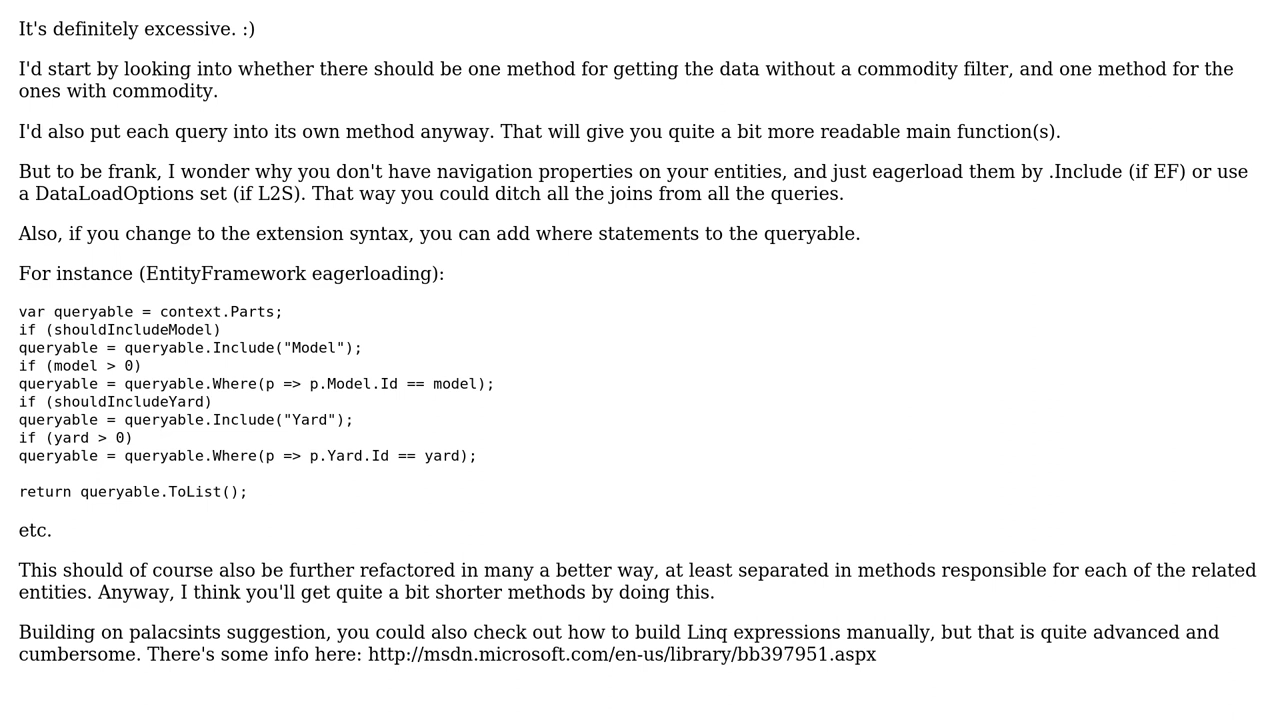 It's definitely excessive. :)
I'd start by looking into whether there should be one method for getting the data without a commodity filter, and one method for the
ones with commodity.
I'd also put each query into its own method anyway. That will give you quite a bit more readable main function(s).
But to be frank, I wonder why you don't have navigation properties on your entities, and just eagerload them by .Include (if EF) or use
a DataLoadOptions set (if L2S). That way you could ditch all the joins from all the queries.
Also, if you change to the extension syntax, you can add where statements to the queryable.
For instance (EntityFramework eagerloading):
var queryable = context.Parts;
if (shouldIncludeModel)
queryable = queryable.Include("Model");
if (model > 0)
queryable = queryable.Where(p => p.Model.Id == model);
if (shouldIncludeYard)
queryable = queryable.Include("Yard");
if (yard > 0)
queryable = queryable.Where(p => p.Yard.Id == yard);
return queryable.ToList();
etc.
This should of course also be further refactored in many a better way, at least separated in methods responsible for each of the related
entities. Anyway, I think you'll get quite a bit shorter methods by doing this.
Building on palacsints suggestion, you could also check out how to build Linq expressions manually, but that is quite advanced and
cumbersome. There's some info here: http://msdn.microsoft.com/en-us/library/bb397951.aspx